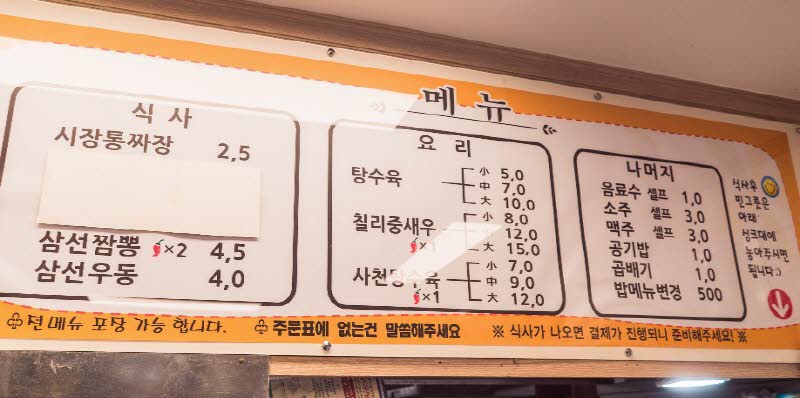 메뉴
식사
시장통짜장 2,5
삼선짬뽕 ×2 4,5
삼선우동 4,0
요리
탕수육 小 5,0
中 7,0
大 10,0
칠리중새우 小 8,0
中 12,0
×1 大 15,0
사천탕수육 小 7,0
中 9,0
×1 大 12,0
나머지
음료수 셀프 1,0
소주 셀프 3,0
맥주 셀프 3,0
공기밥 1,0
곱배기 1,0
밥메뉴변경 500
식사후
빈그릇은
아래
싱크대에
놓아주시면
됩니다:)
전메뉴 포장 가능 합니다.
주문표에 없는건 말씀해주세요
※ 식사가 나오면 결제가 진행되니 준비해주세요! ※